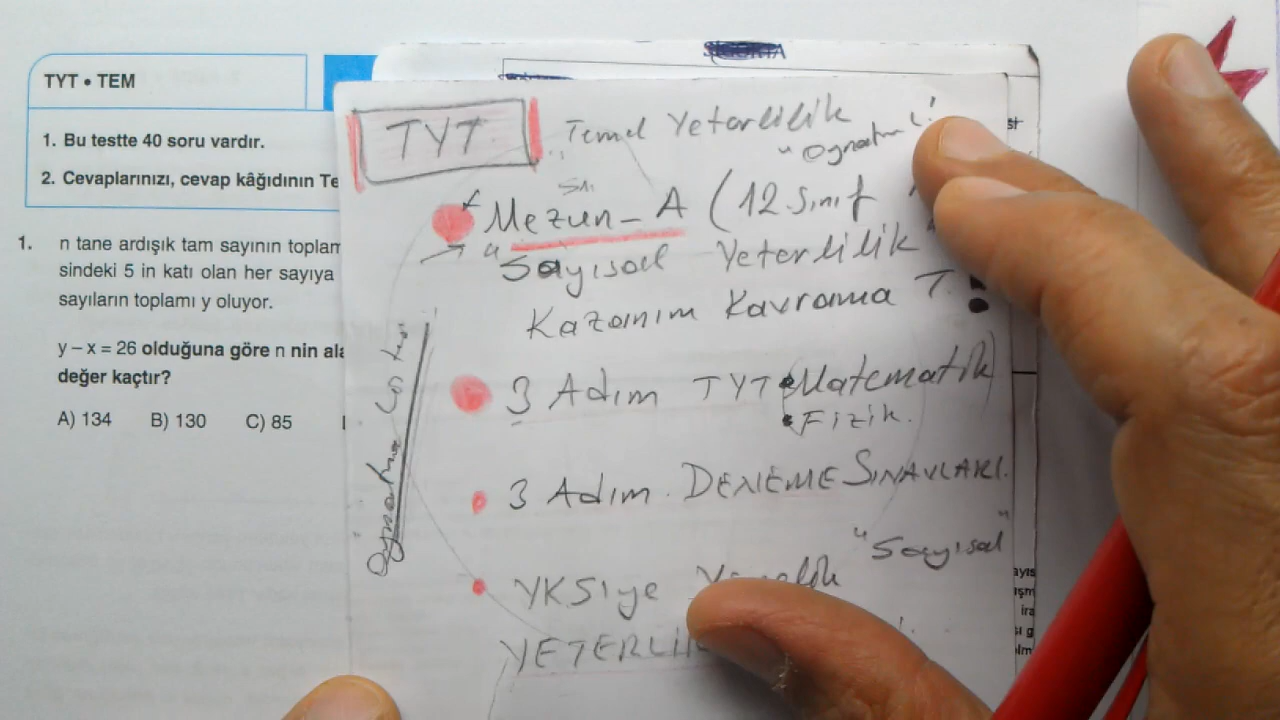 TYT • TEM
1. Bu testte 40 soru vardır.
2. Cevaplarınızı, cevap kâğıdının Te
1. n tane ardışık tam sayının toplam
sindeki 5 in katı olan her sayıya
sayıların toplamı y oluyor.
y – x = 26 olduğuna göre n nin ala
değer kaçtır?
A) 134 B) 130 C) 85
TYT Temel Yeterlilik
Mezun - A (12. Sınıf
"Sayısal Yeterlilik"
Kazanım Kavrama T.
3 Adım TYT • Matematik
• Fizik.
3 Adım. DENEME SINAVLARI.
"Sayısal"
YKS'ye
Oynatma Lis